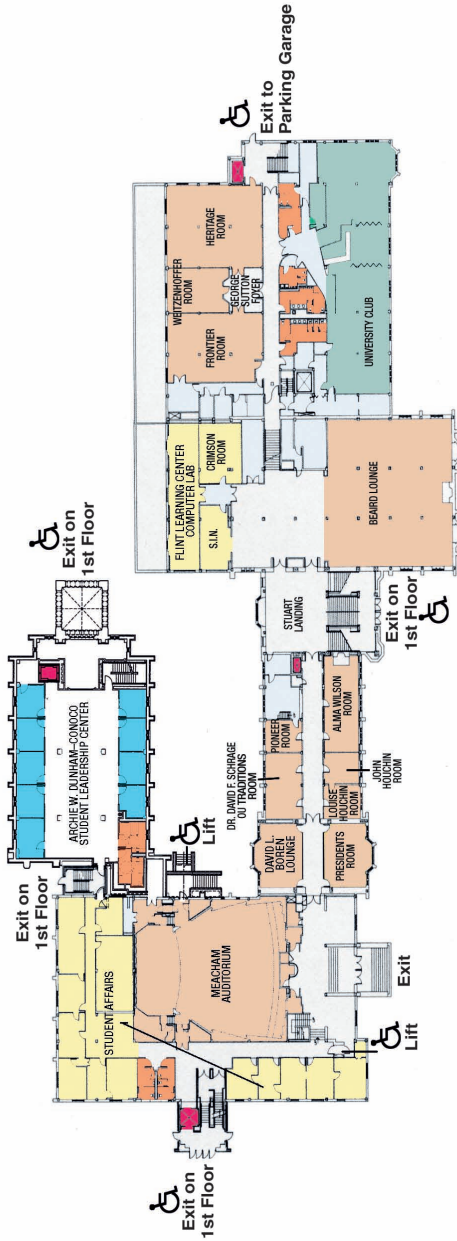 Exit to
Parking Garage
HERITAGE
ROOM
WEITZENHOFFER
ROOM
GEORGE
SUTTON
FOYER
FRONTIER
ROOM
UNIVERSITY CLUB
FLINT LEARNING CENTER
COMPUTER LAB
CRIMSON
ROOM
S.I.N.
BEAIRD LOUNGE
Exit on
1st Floor
STUART
LANDING
Exit on
1st Floor
ARCHIE W. DUNHAM–CONOCO
STUDENT LEADERSHIP CENTER
PIONEER
ROOM
ALMA WILSON
ROOM
DR. DAVID F. SCHRAGE
OU TRADITIONS
ROOM
JOHN
HOUCHIN
ROOM
LOUISE
HOUCHIN
ROOM
DAVID L.
BOREN
LOUNGE
PRESIDENTS
ROOM
Lift
Exit on
1st Floor
STUDENT AFFAIRS
MEACHAM
AUDITORIUM
Exit
Lift
Exit on
1st Floor